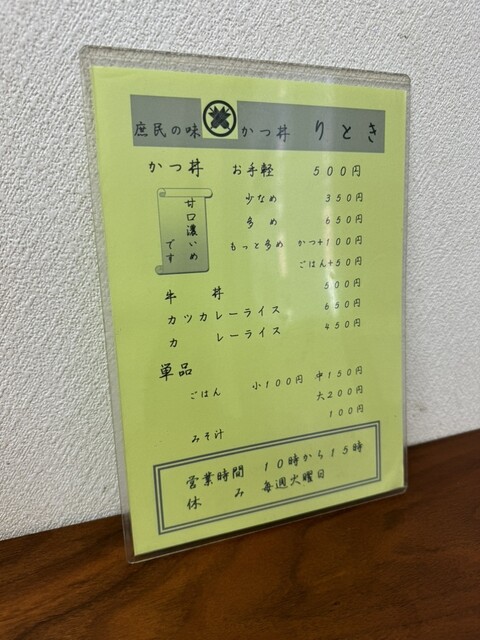 庶民の味 かつ丼 りとき
かつ丼 お手軽 500円
少なめ 350円
多め 650円
もっと多め かつ+100円
ごはん+50円
甘口濃いめ
です
牛丼 500円
カツカレーライス 650円
カレーライス 450円
単品
ごはん 小100円 中150円
大200円
みそ汁 100円
営業時間 10時から15時
休み 毎週火曜日